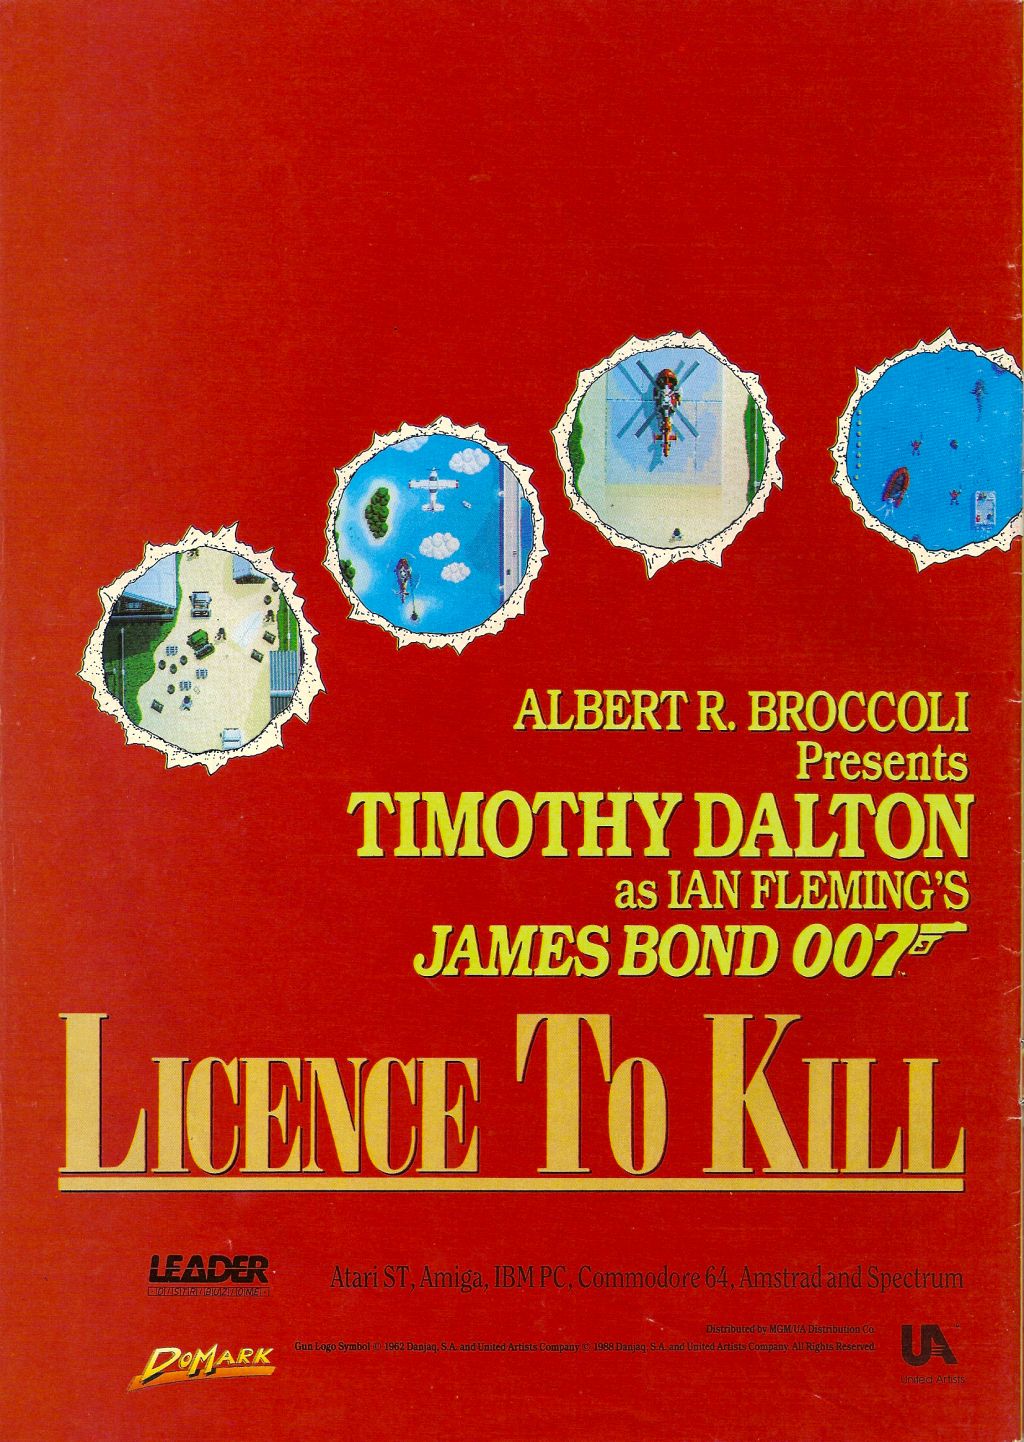 ALBERT R. BROCCOLI
Presents
TIMOTHY DALTON
as IAN FLEMING'S
JAMES BOND 007
LICENCE TO KILL
LEADER
DISTRIBUZIONE
Atari ST, Amiga, IBM PC, Commodore 64, Amstrad and Spectrum
Distributed by MGM/UA Distribution Co.
Gun Logo Symbol © 1962 Danjaq, S.A. and United Artists Company © 1988 Danjaq, S.A. and United Artists Company. All Rights Reserved.
DOMARK
UA
United Artists